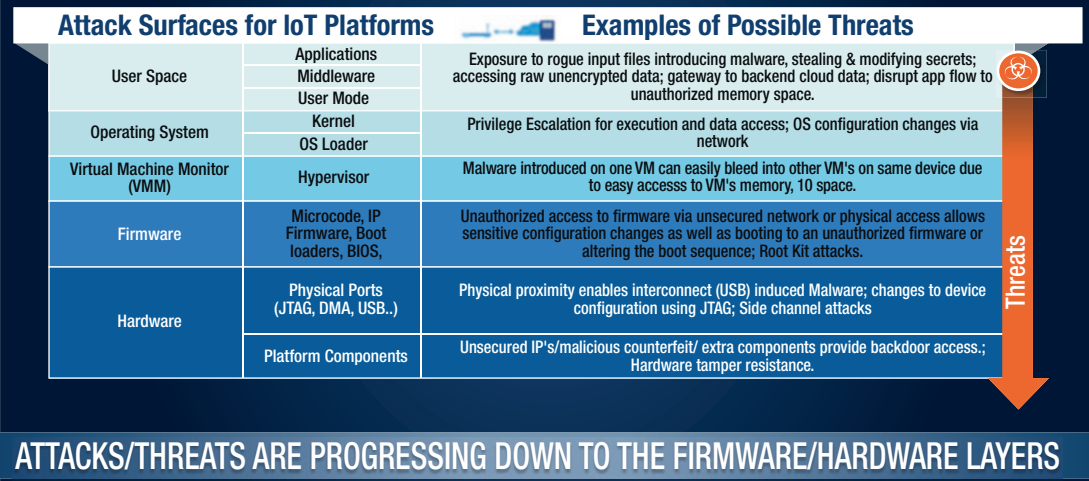 Attack Surfaces for IoT Platforms
Examples of Possible Threats
User Space
Applications
Middleware
User Mode
Exposure to rogue input files introducing malware, stealing & modifying secrets;
accessing raw unencrypted data; gateway to backend cloud data; disrupt app flow to
unauthorized memory space.
Operating System
Kernel
OS Loader
Privilege Escalation for execution and data access; OS configuration changes via
network
Virtual Machine Monitor
(VMM)
Hypervisor
Malware introduced on one VM can easily bleed into other VM's on same device due
to easy accesss to VM's memory, 10 space.
Firmware
Microcode, IP
Firmware, Boot
loaders, BIOS,
Unauthorized access to firmware via unsecured network or physical access allows
sensitive configuration changes as well as booting to an unauthorized firmware or
altering the boot sequence; Root Kit attacks.
Hardware
Physical Ports
(JTAG, DMA, USB..)
Physical proximity enables interconnect (USB) induced Malware; changes to device
configuration using JTAG; Side channel attacks
Platform Components
Unsecured IP's/malicious counterfeit/ extra components provide backdoor access.;
Hardware tamper resistance.
Threats
ATTACKS/THREATS ARE PROGRESSING DOWN TO THE FIRMWARE/HARDWARE LAYERS